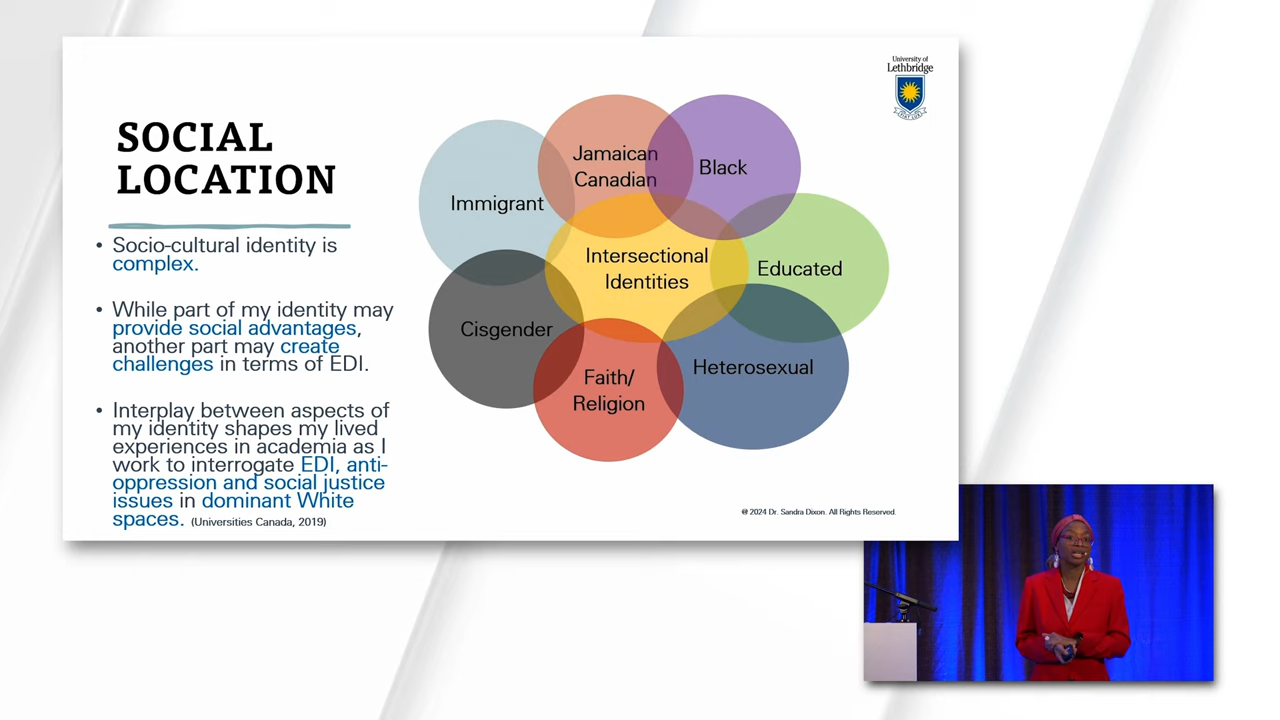 University of
Lethbridge
SOCIAL
LOCATION
• Socio-cultural identity is
complex.
• While part of my identity may
provide social advantages,
another part may create
challenges in terms of EDI.
• Interplay between aspects of
my identity shapes my lived
experiences in academia as I
work to interrogate EDI, anti-
oppression and social justice
issues in dominant White
spaces. (Universities Canada, 2019)
Jamaican
Canadian
Black
Immigrant
Intersectional
Identities
Educated
Cisgender
Heterosexual
Faith/
Religion
@ 2024 Dr. Sandra Dixon. All Rights Reserved.